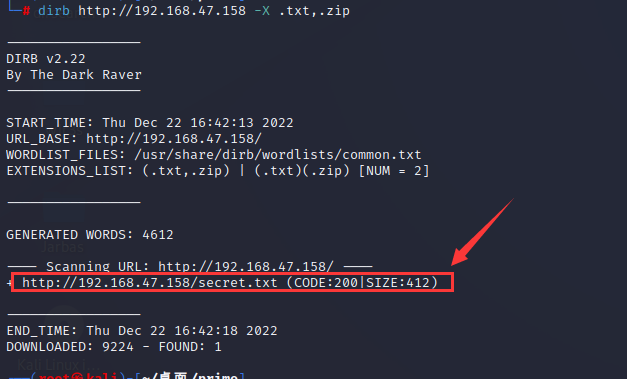 └─# dirb http://192.168.47.158 -X .txt,.zip
-----------------
DIRB v2.22
By The Dark Raver
-----------------
START_TIME: Thu Dec 22 16:42:13 2022
URL_BASE: http://192.168.47.158/
WORDLIST_FILES: /usr/share/dirb/wordlists/common.txt
EXTENSIONS_LIST: (.txt,.zip) | (.txt)(.zip) [NUM = 2]
-----------------
GENERATED WORDS: 4612
---- Scanning URL: http://192.168.47.158/ ----
+ http://192.168.47.158/secret.txt (CODE:200|SIZE:412)
-----------------
END_TIME: Thu Dec 22 16:42:18 2022
DOWNLOADED: 9224 - FOUND: 1
Kali Linux
┌──(root㉿kali)-[~/桌面/prime]